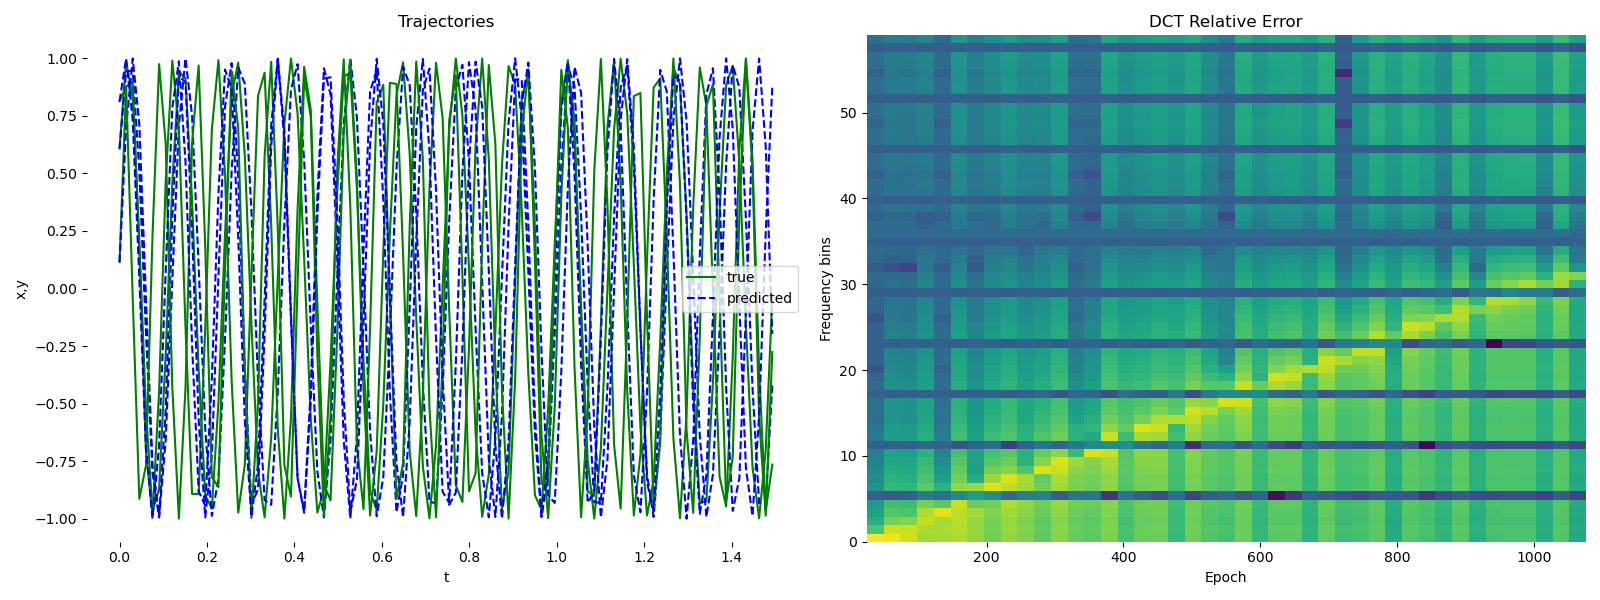 Trajectories
1.00
0.75
0.50
0.25
0.00
−0.25
−0.50
−0.75
−1.00
x,y
0.0 0.2 0.4 0.6 0.8 1.0 1.2 1.4
t
true
predicted
DCT Relative Error
50
40
30
20
10
0
Frequency bins
200 400 600 800 1000
Epoch